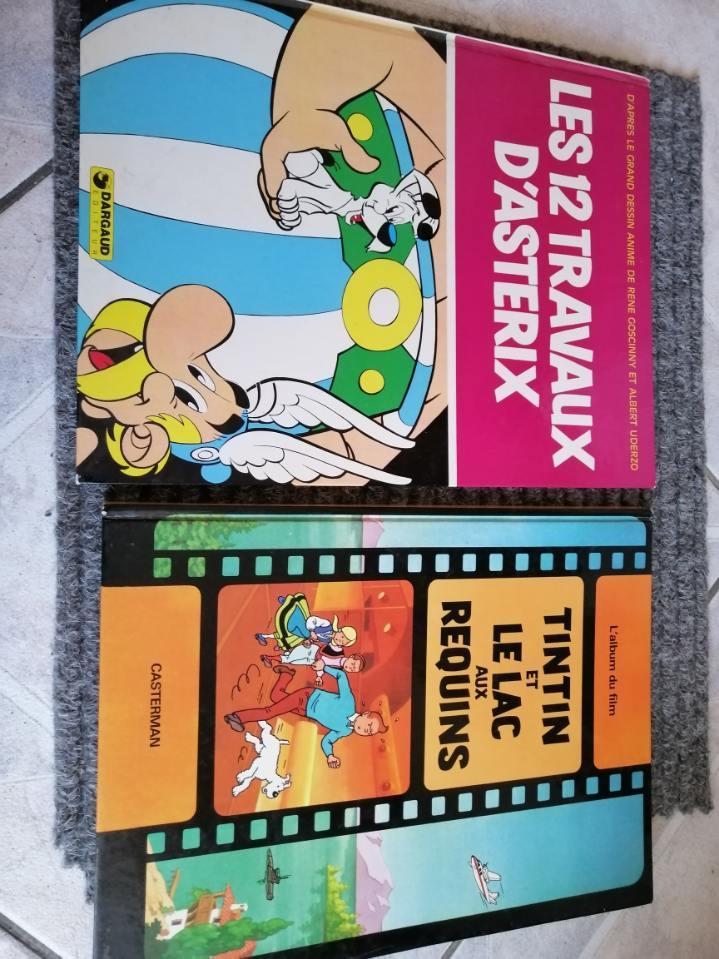 D'APRES LE GRAND DESSIN ANIME DE RENE GOSCINNY ET ALBERT UDERZO
LES 12 TRAVAUX
D'ASTERIX
DARGAUD
EDITEUR
L'album du film
TINTIN
ET
LE LAC
AUX
REQUINS
CASTERMAN